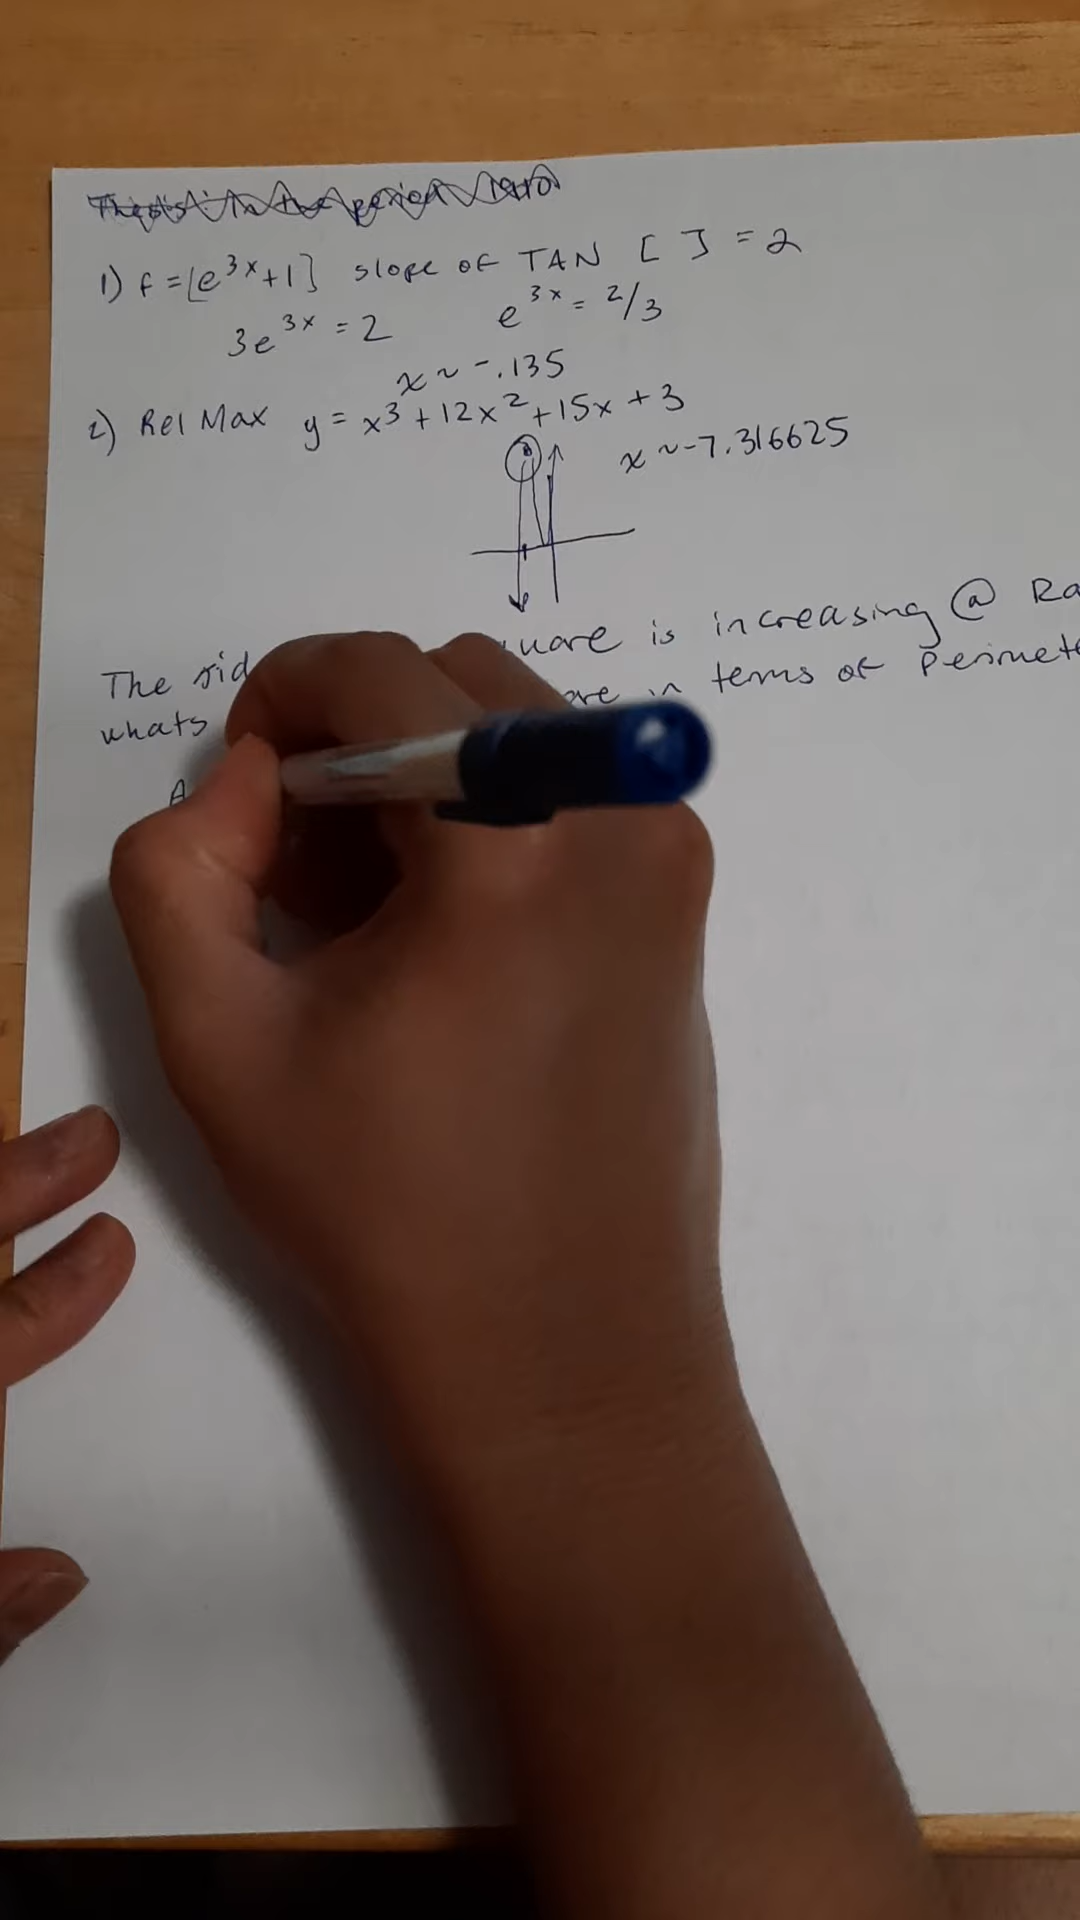 1) f = [e^3x + 1] slope of TAN [ ] = 2
3e^3x = 2 e^3x = 2/3
x ~ -.135
2) Rel Max y = x^3 + 12x^2 + 15x + 3
x ~ -7.316625
The sid uare is increasing @ Ra
whats in terms of Perimete
A